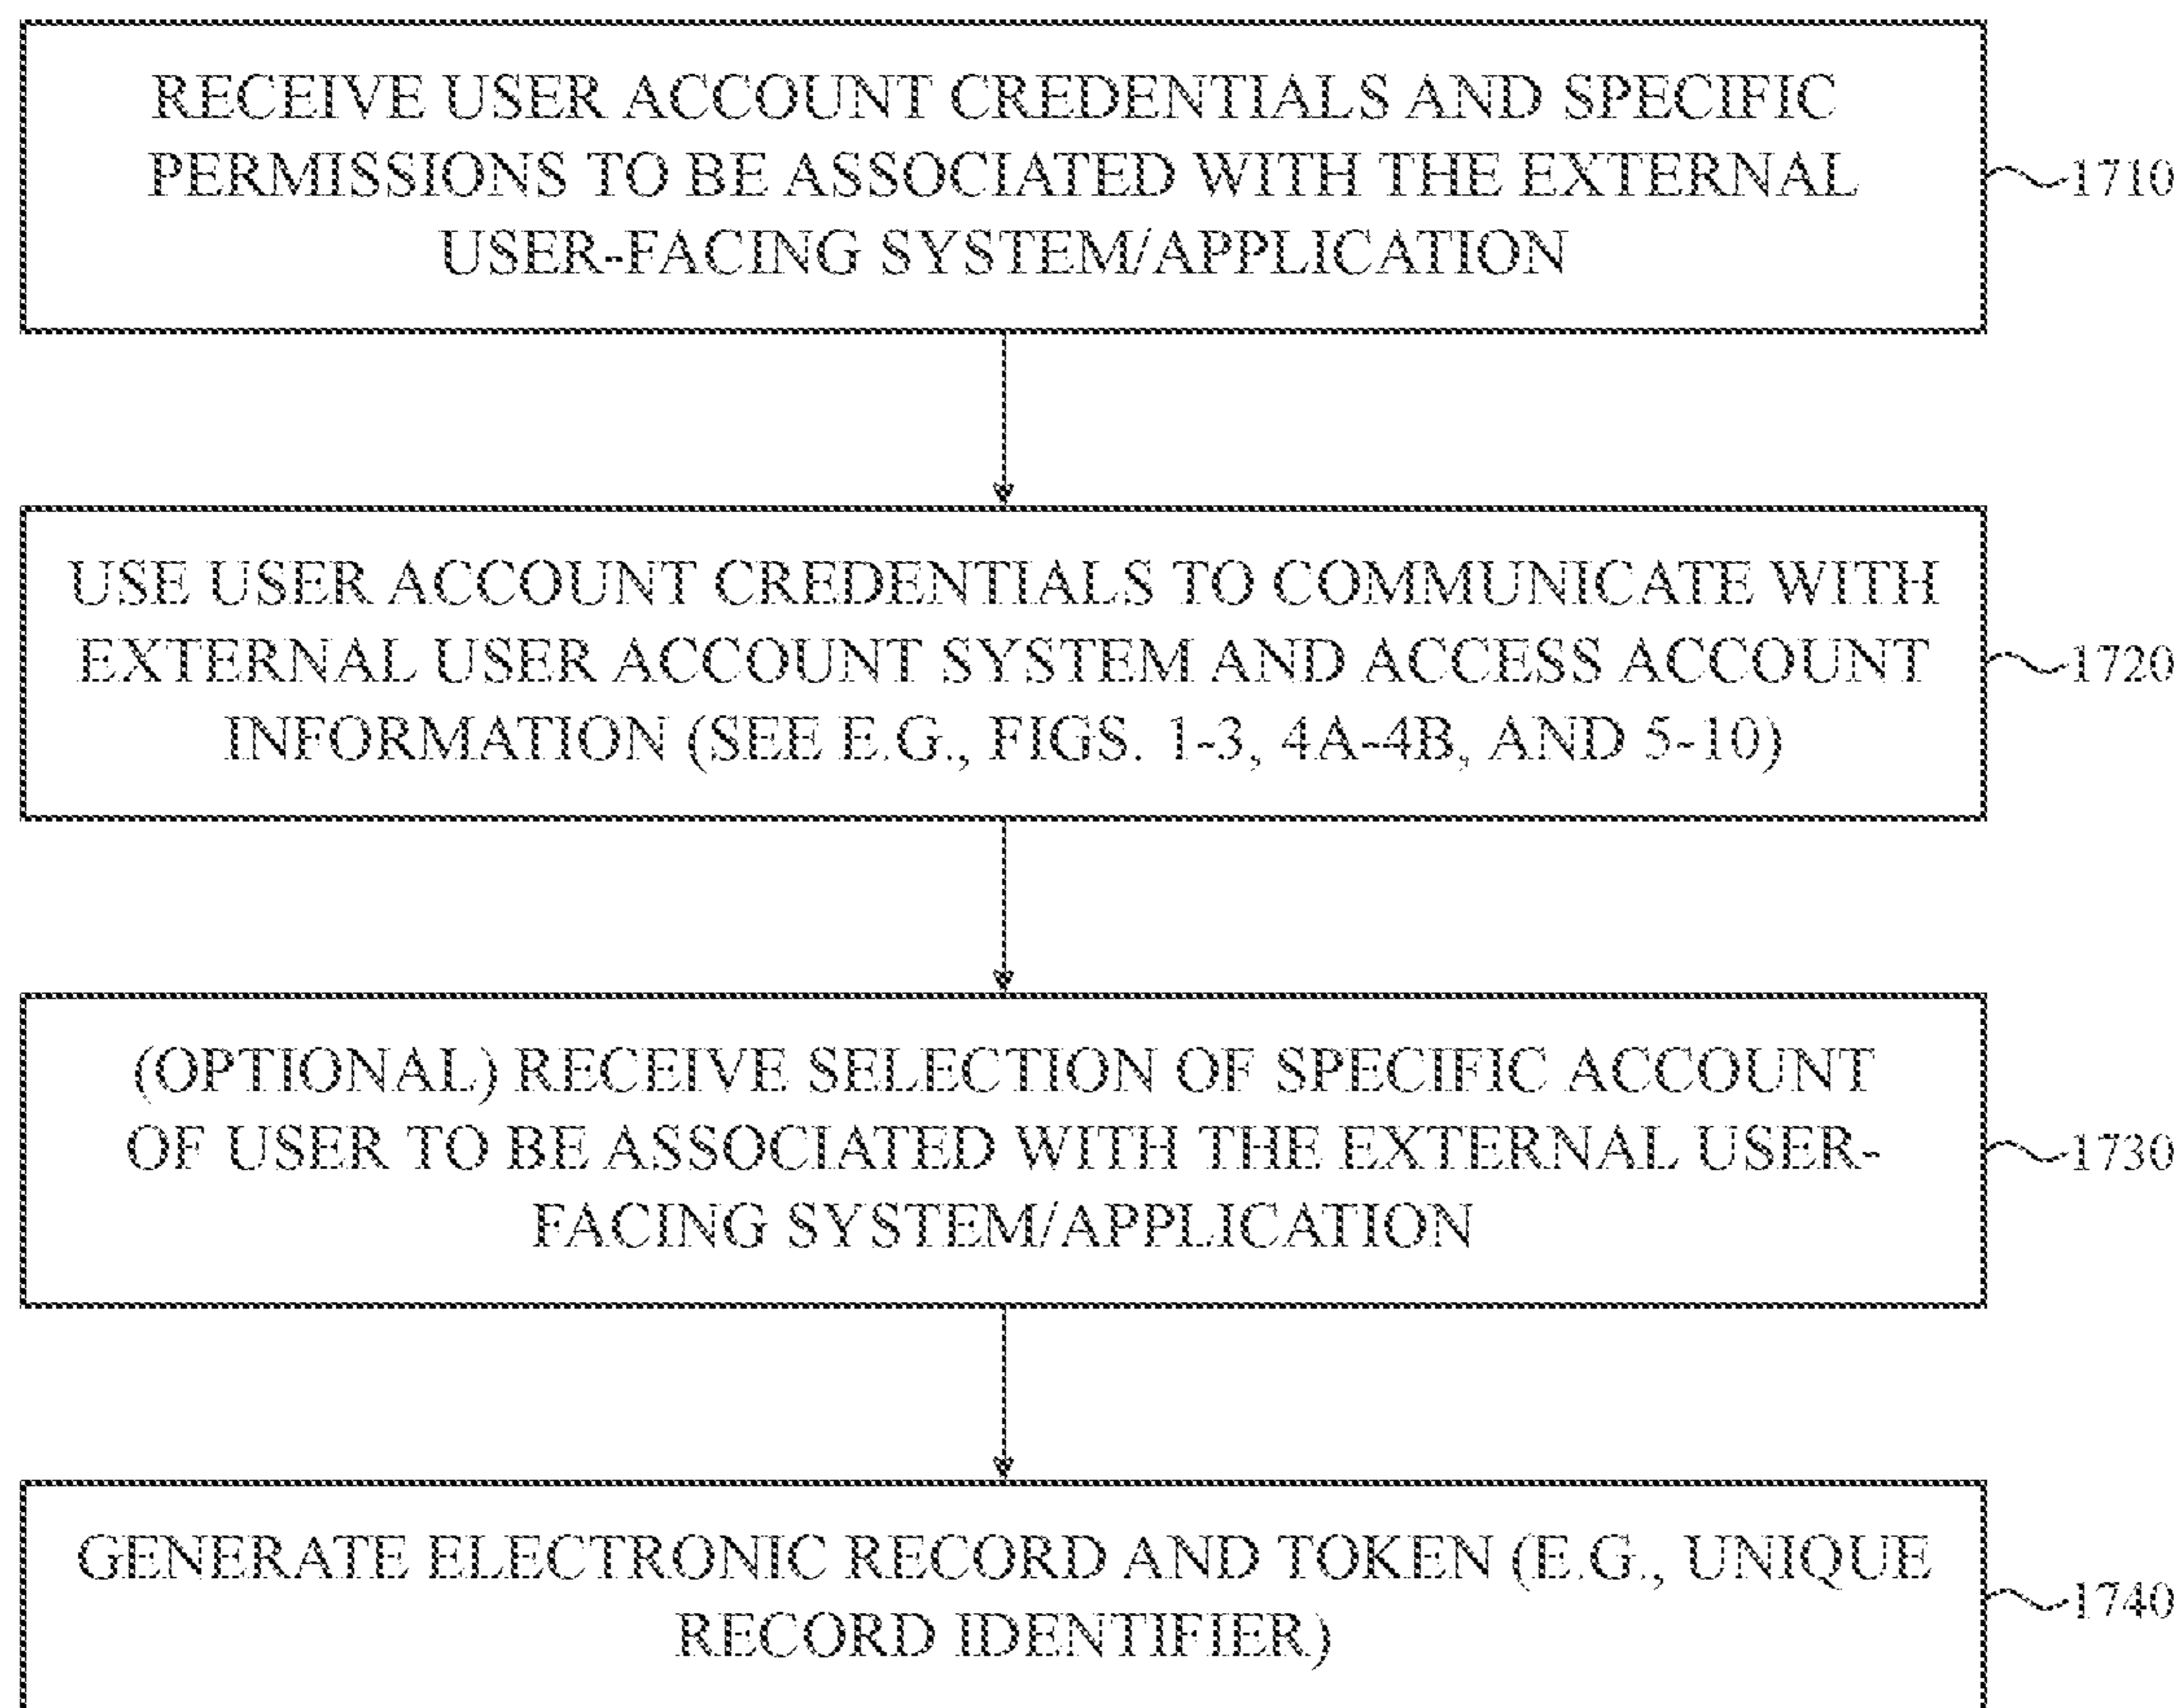 RECEIVE USER ACCOUNT CREDENTIALS AND SPECIFIC
PERMISSIONS TO BE ASSOCIATED WITH THE EXTERNAL
USER-FACING SYSTEM/APPLICATION
1710
USE USER ACCOUNT CREDENTIALS TO COMMUNICATE WITH
EXTERNAL USER ACCOUNT SYSTEM AND ACCESS ACCOUNT
INFORMATION (SEE E.G., FIGS. 1-3, 4A-4B, AND 5-10)
1720
(OPTIONAL) RECEIVE SELECTION OF SPECIFIC ACCOUNT
OF USER TO BE ASSOCIATED WITH THE EXTERNAL USER-
FACING SYSTEM/APPLICATION
1730
GENERATE ELECTRONIC RECORD AND TOKEN (E.G., UNIQUE
RECORD IDENTIFIER)
1740